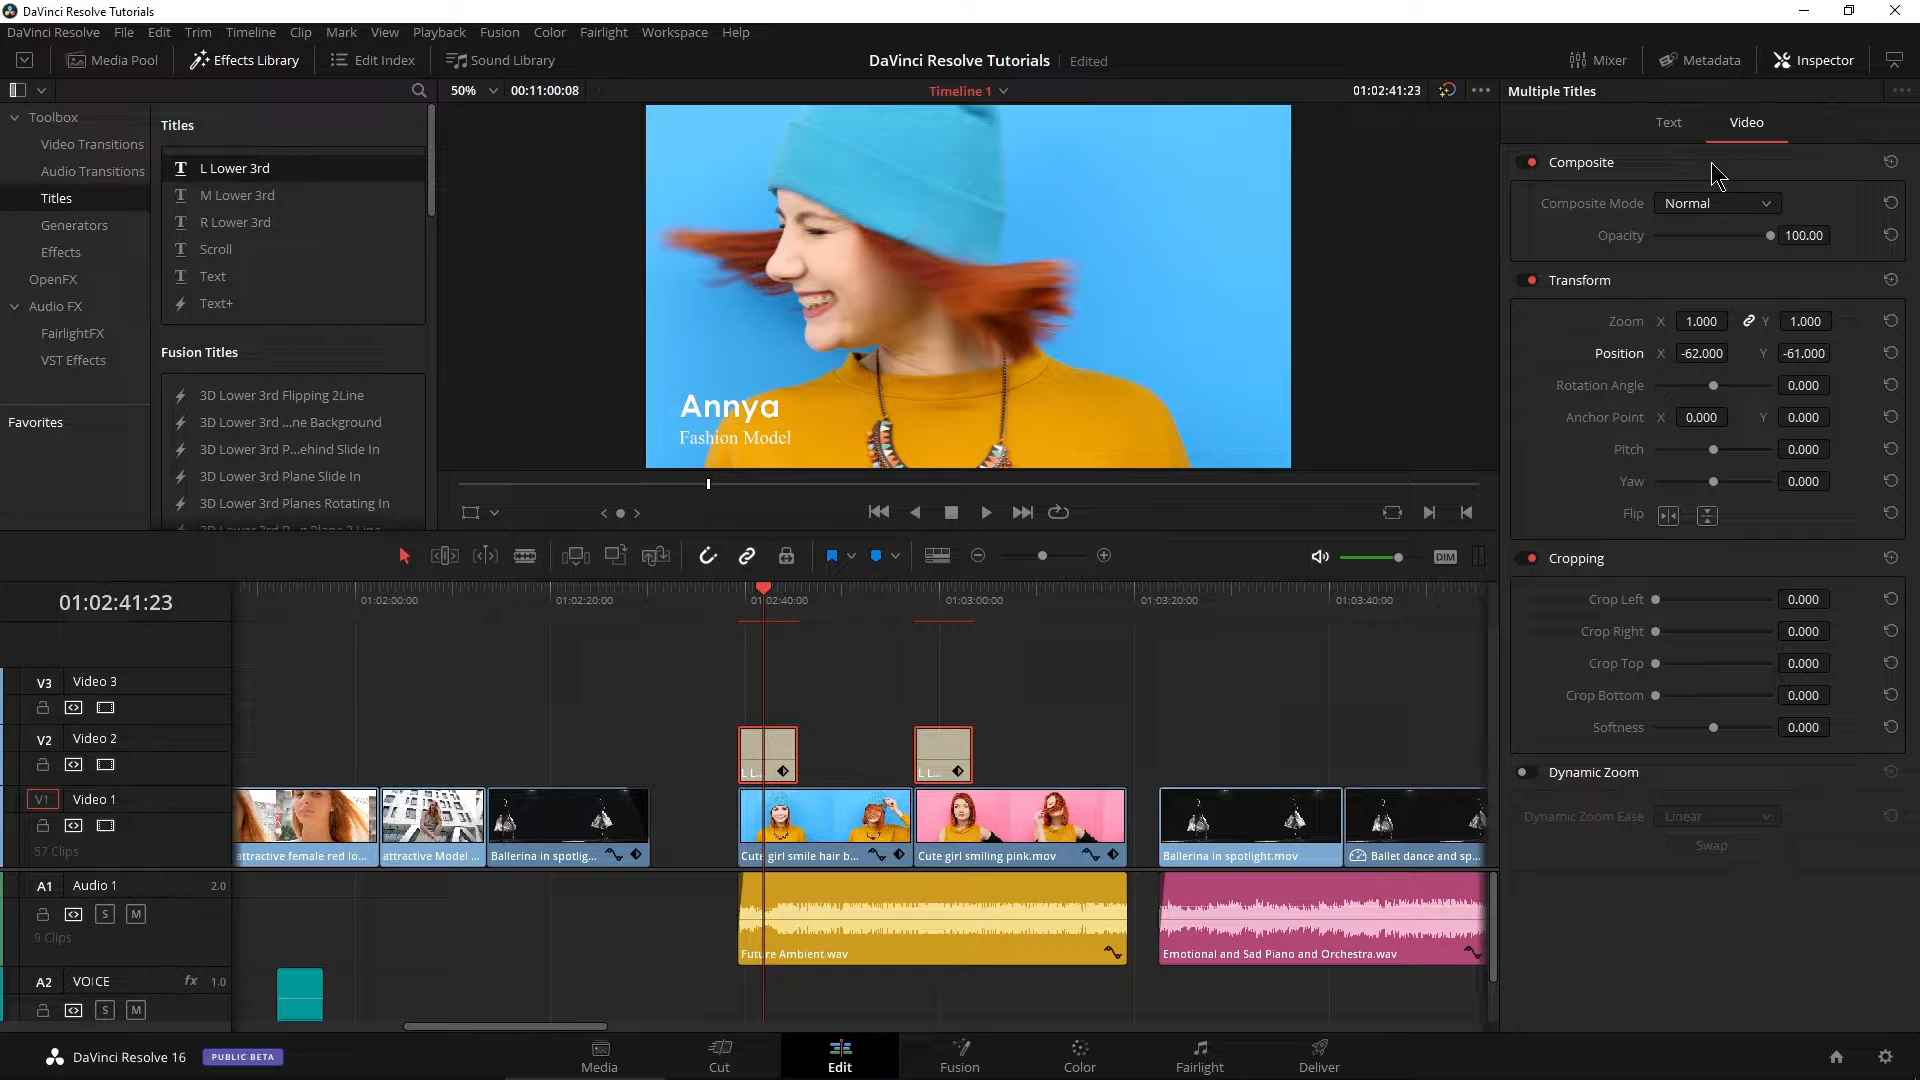 DaVinci Resolve Tutorials
DaVinci Resolve File Edit Trim Timeline Clip Mark View Playback Fusion Color Fairlight Workspace Help
Media Pool Effects Library Edit Index Sound Library DaVinci Resolve Tutorials Edited Mixer Metadata Inspector
50% 00:11:00:08 Timeline 1 01:02:41:23 Multiple Titles
Toolbox
Video Transitions
Audio Transitions
Titles
Generators
Effects
OpenFX
Audio FX
FairlightFX
VST Effects
Favorites
Titles
L Lower 3rd
M Lower 3rd
R Lower 3rd
Scroll
Text
Text+
Fusion Titles
3D Lower 3rd Flipping 2Line
3D Lower 3rd ...ne Background
3D Lower 3rd P...ehind Slide In
3D Lower 3rd Plane Slide In
3D Lower 3rd Planes Rotating In
Annya
Fashion Model
Text Video
Composite
Composite Mode Normal
Opacity 100.00
Transform
Zoom X 1.000 Y 1.000
Position X -62.000 Y -61.000
Rotation Angle 0.000
Anchor Point X 0.000 Y 0.000
Pitch 0.000
Yaw 0.000
Flip
Cropping
Crop Left 0.000
Crop Right 0.000
Crop Top 0.000
Crop Bottom 0.000
Softness 0.000
Dynamic Zoom
Dynamic Zoom Ease Linear
Swap
DIM
01:02:41:23
01:02:00:00 01:02:20:00 01:02:40:00 01:03:00:00 01:03:20:00 01:03:40:00
V3 Video 3
V2 Video 2
L L... L L...
V1 Video 1
57 Clips
attractive female red lo... attractive Model ... Ballerina in spotlig... Cute girl smile hair b... Cute girl smiling pink.mov Ballerina in spotlight.mov Ballet dance and sp...
A1 Audio 1 2.0
S M
9 Clips
Future Ambient.wav Emotional and Sad Piano and Orchestra.wav
A2 VOICE fx 1.0
S M
DaVinci Resolve 16 PUBLIC BETA
Media Cut Edit Fusion Color Fairlight Deliver